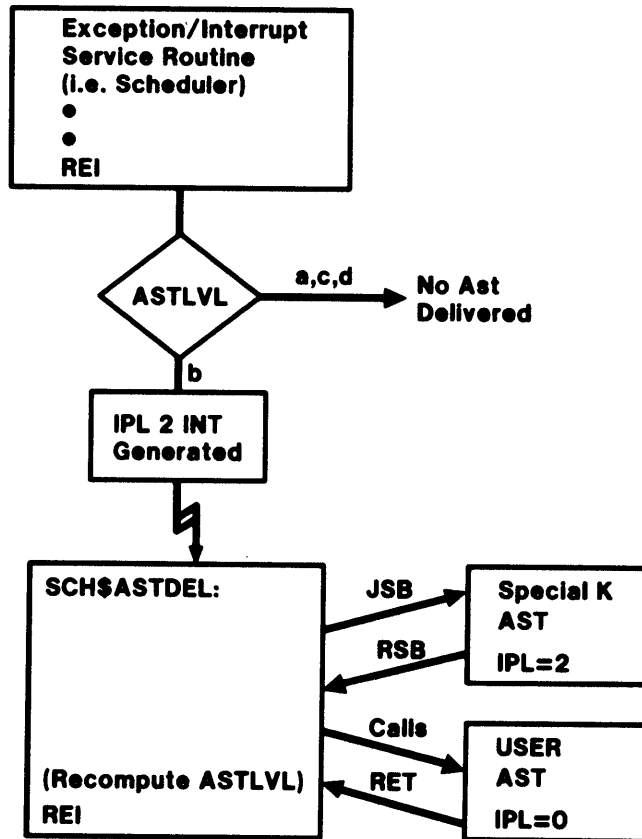 Exception/Interrupt
Service Routine
(i.e. Scheduler)
●
●
REI
ASTLVL
a,c,d
No Ast
Delivered
b
IPL 2 INT
Generated
SCH$ASTDEL:
JSB
Special K
AST
RSB
IPL=2
Calls
USER
AST
(Recompute ASTLVL)
RET
REI
IPL=0